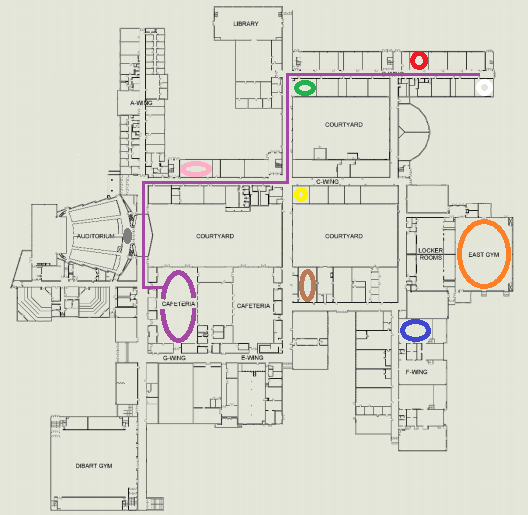 LIBRARY
A-WING
COURTYARD
C-WING
AUDITORIUM
COURTYARD
COURTYARD
LOCKER
ROOMS
EAST GYM
CAFETERIA
CAFETERIA
G-WING
E-WING
F-WING
DIBART GYM